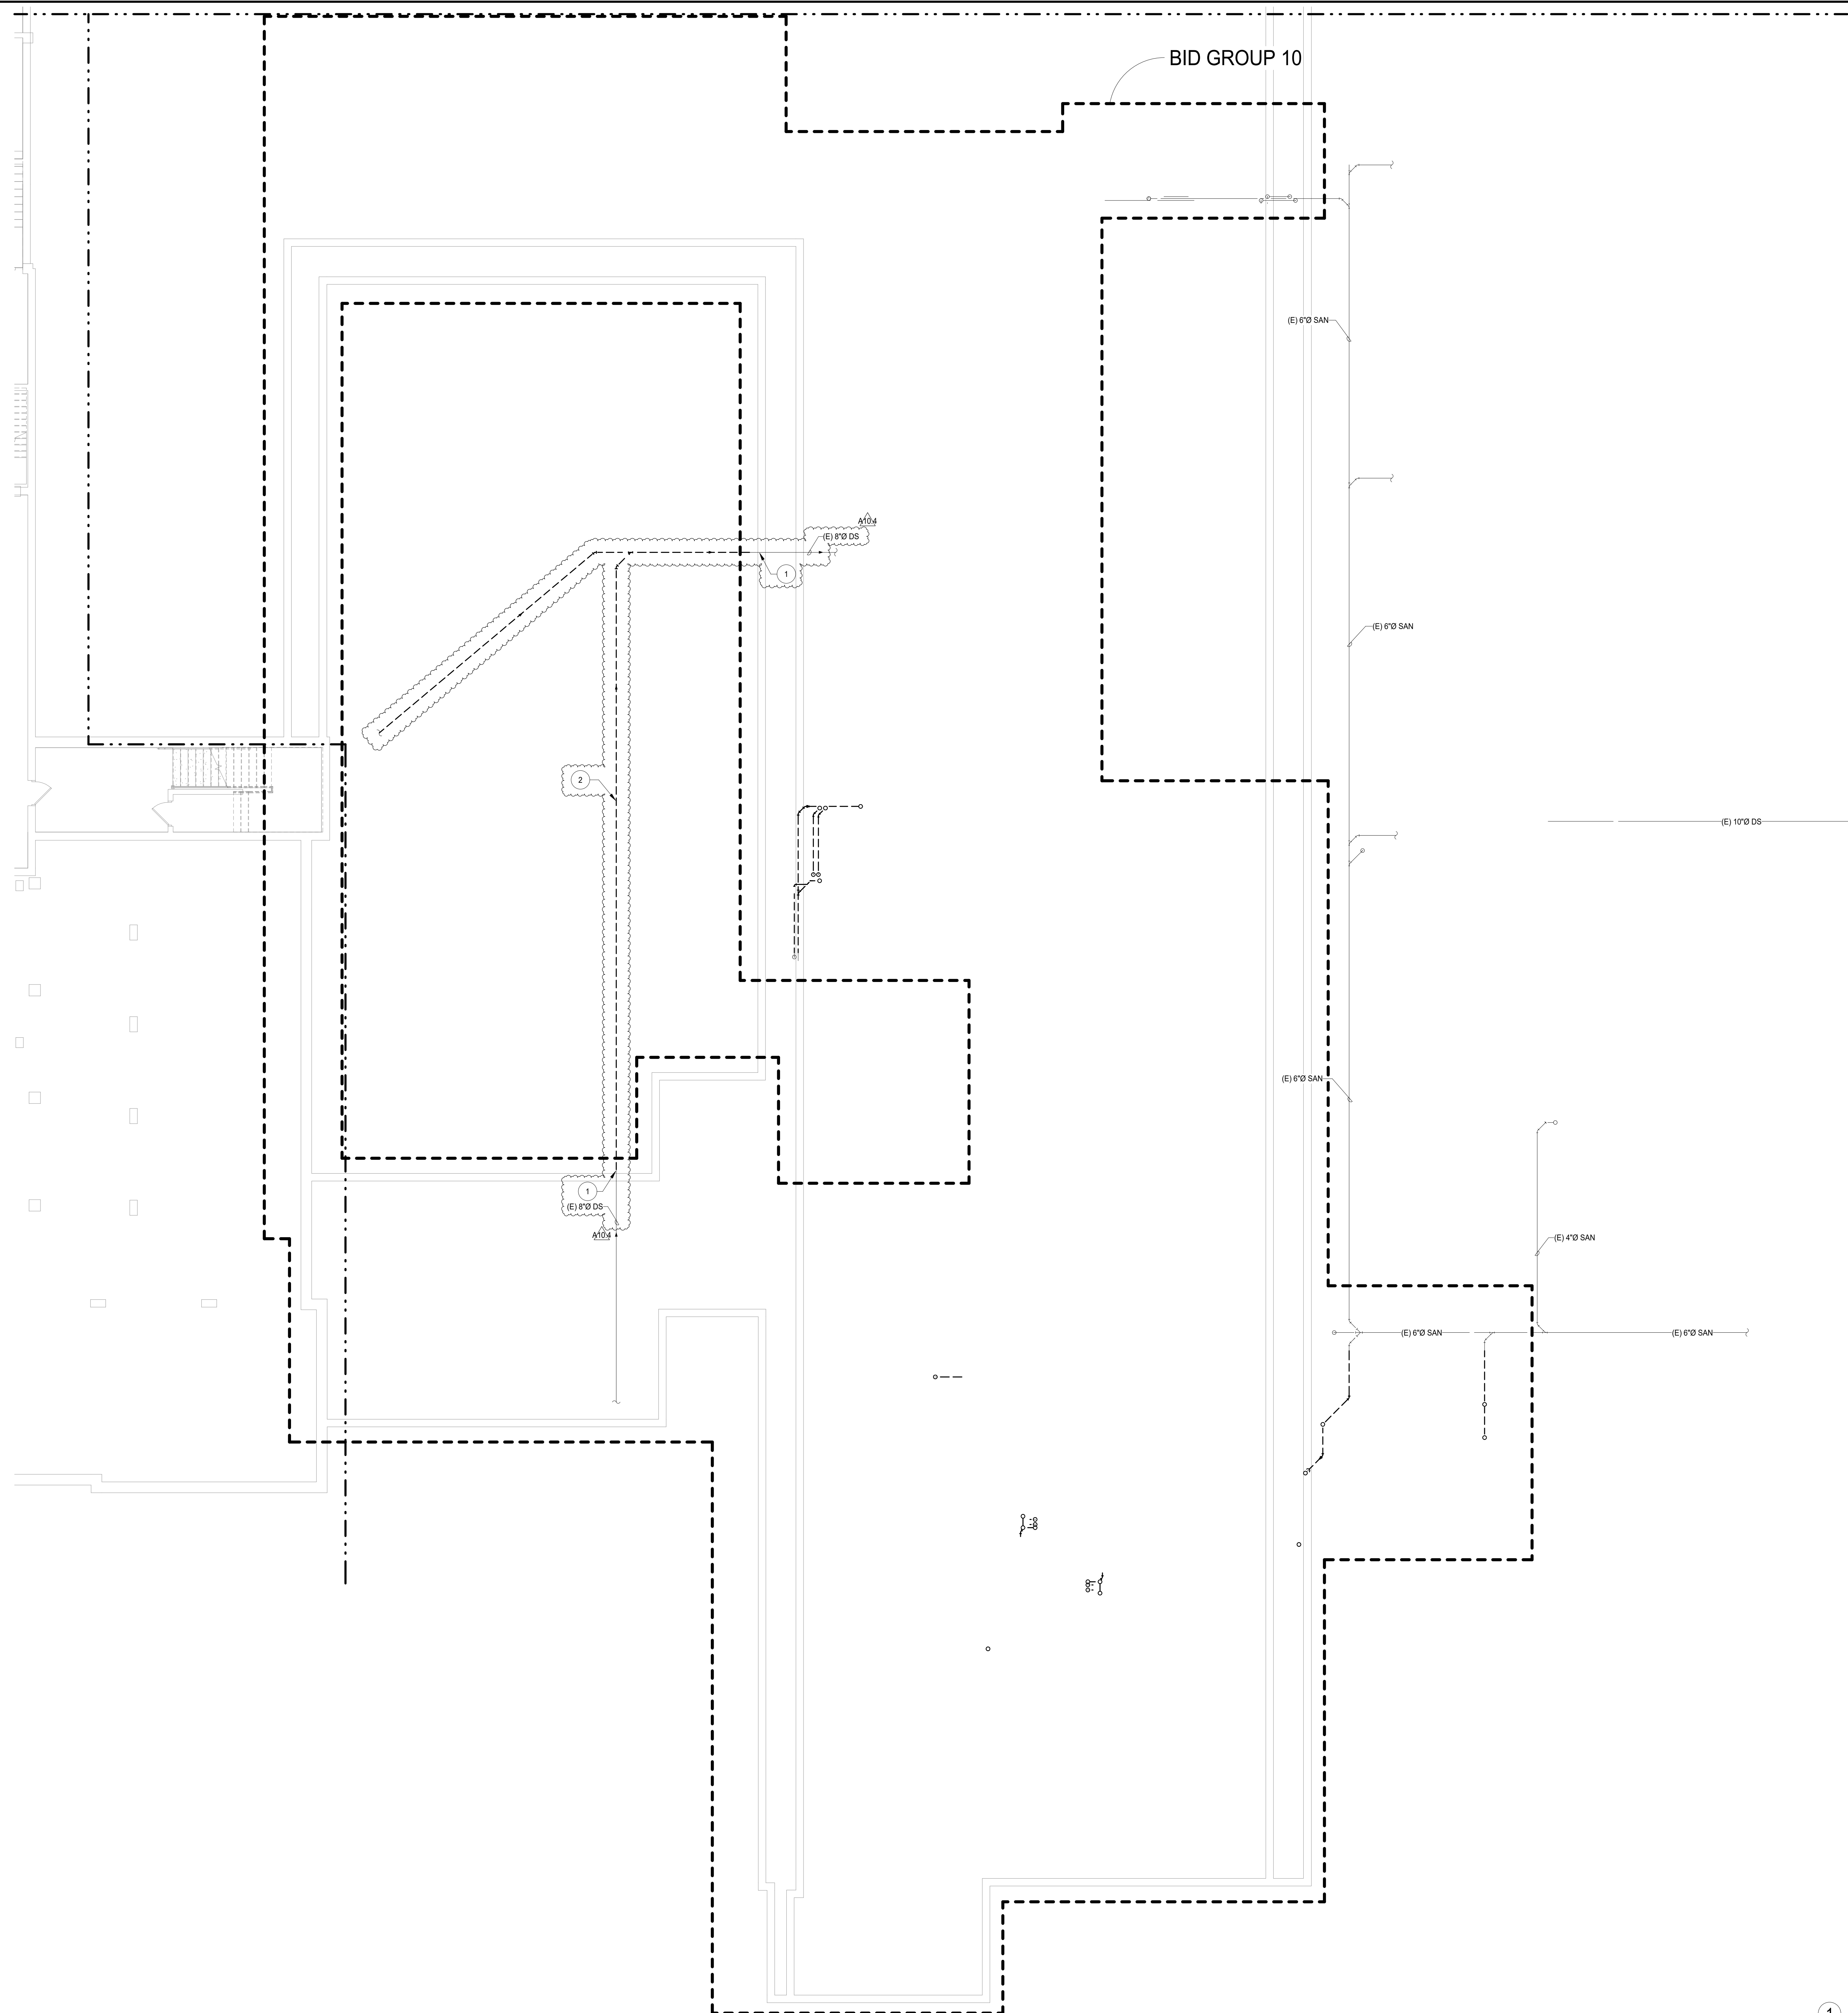 BID GROUP 10
(E) 6"Ø SAN
A10.4
(E) 8"Ø DS
1
(E) 6"Ø SAN
2
(E) 10"Ø DS
(E) 6"Ø SAN
1
(E) 8"Ø DS
A10.4
(E) 4"Ø SAN
(E) 6"Ø SAN
(E) 6"Ø SAN
1